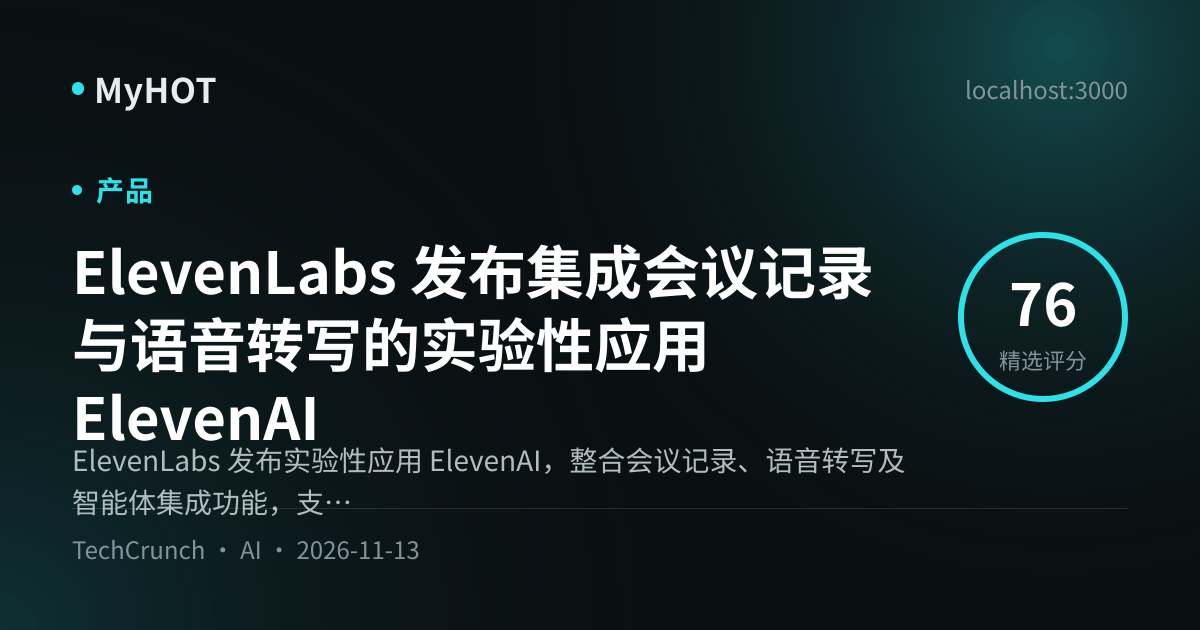 MyHOT
localhost:3000
产品
ElevenLabs 发布集成会议记录
与语音转写的实验性应用
ElevenAI
76
精选评分
ElevenLabs 发布实验性应用 ElevenAI，整合会议记录、语音转写及
智能体集成功能，支…
TechCrunch · AI · 2026-11-13